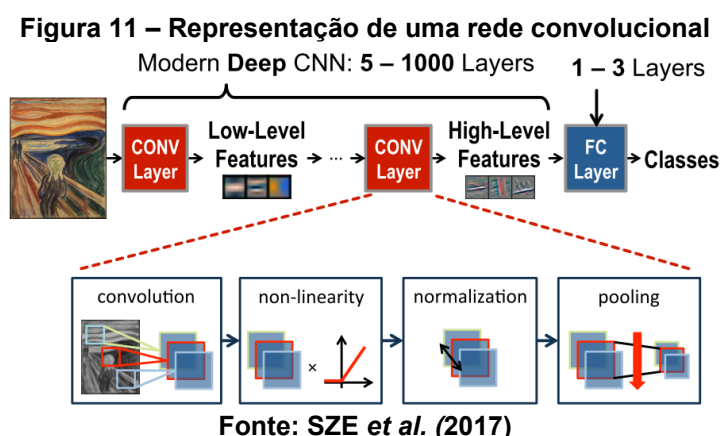 Figura 11 – Representação de uma rede convolucional
Modern Deep CNN: 5 – 1000 Layers
1 – 3 Layers
CONV
Layer
Low-Level
Features
...
CONV
Layer
High-Level
Features
FC
Layer
Classes
convolution
non-linearity
×
normalization
pooling
Fonte: SZE et al. (2017)